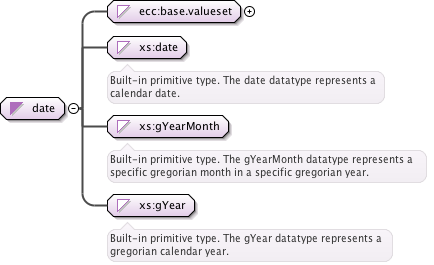 ecc:base.valueset
xs:date
Built-in primitive type. The date datatype represents a
calendar date.
date
xs:gYearMonth
Built-in primitive type. The gYearMonth datatype represents a
specific gregorian month in a specific gregorian year.
xs:gYear
Built-in primitive type. The gYear datatype represents a
gregorian calendar year.